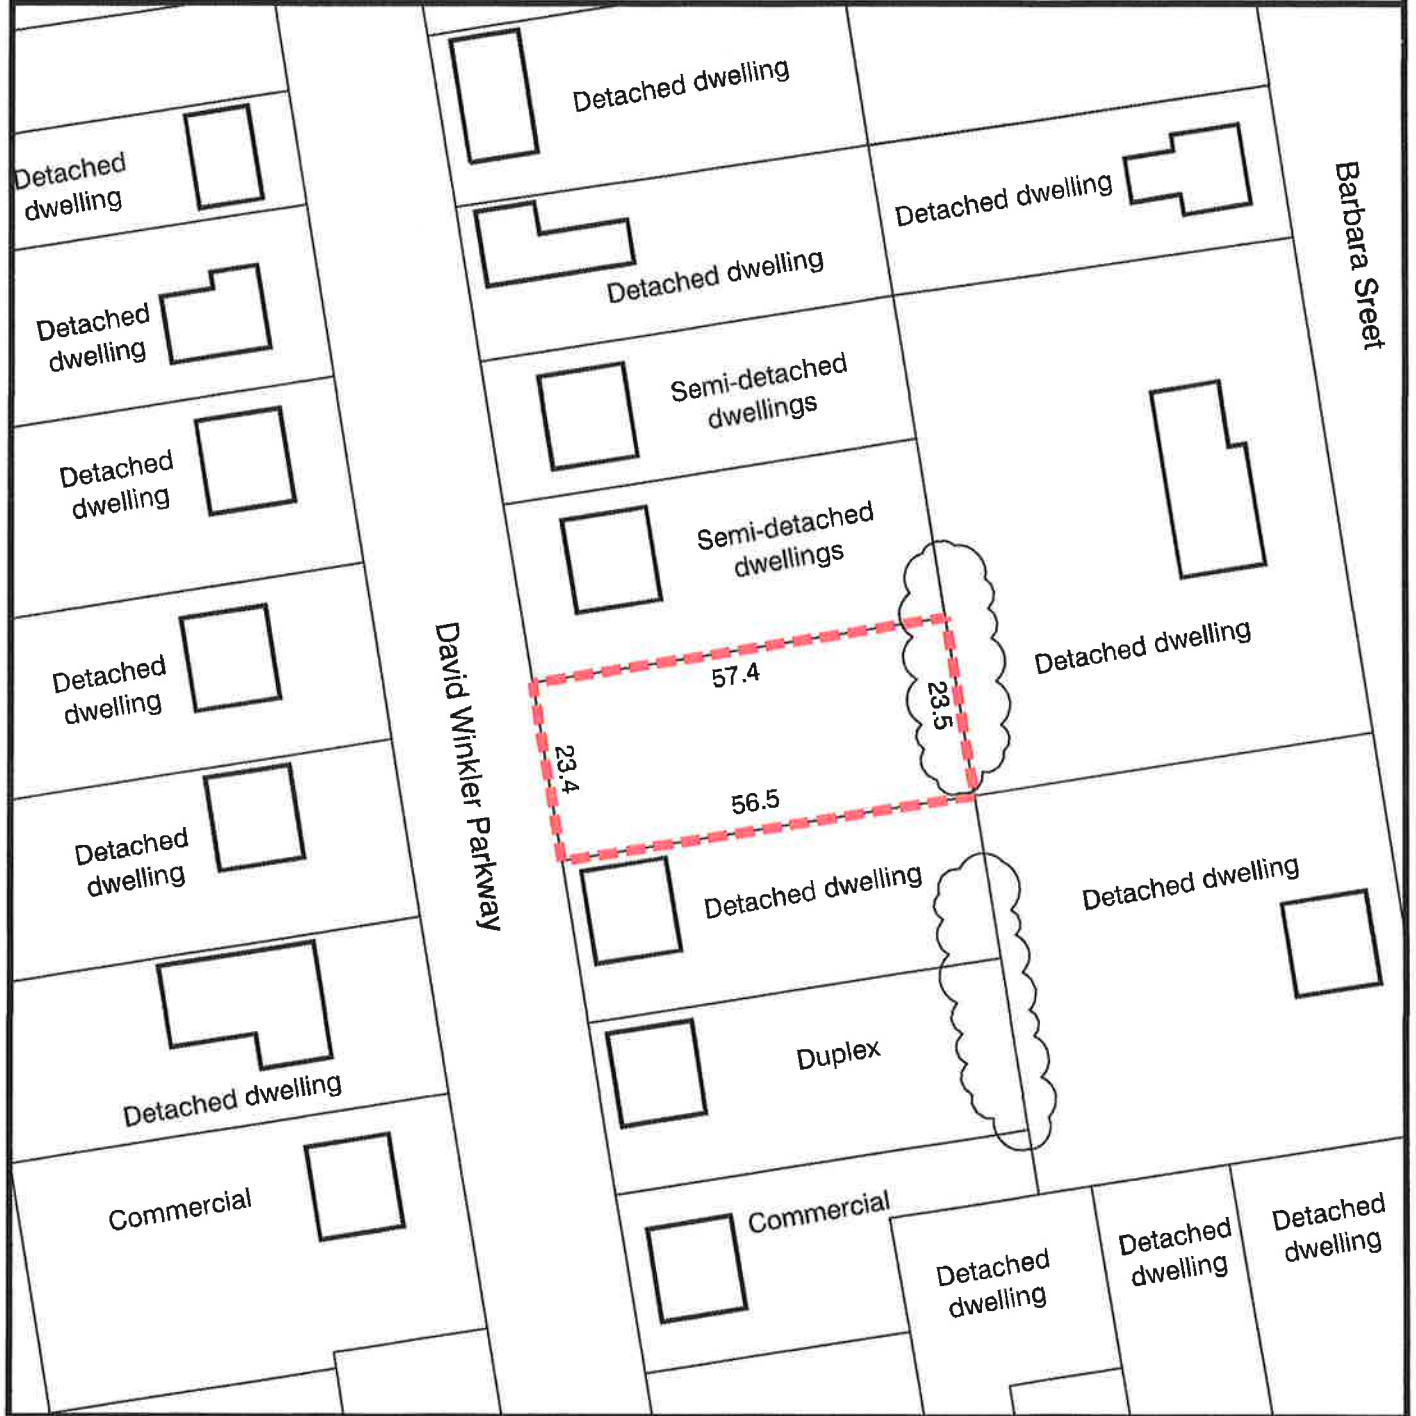 Detached dwelling
Detached
dwelling
Detached dwelling
Barbara Sreet
Detached dwelling
Detached
dwelling
Semi-detached
dwellings
Detached
dwelling
Semi-detached
dwellings
Detached dwelling
57.4
23.5
Detached
dwelling
David Winkler Parkway
23.4
56.5
Detached
dwelling
Detached dwelling
Detached dwelling
Duplex
Detached dwelling
Commercial
Commercial
Detached
dwelling
Detached
dwelling
Detached
dwelling